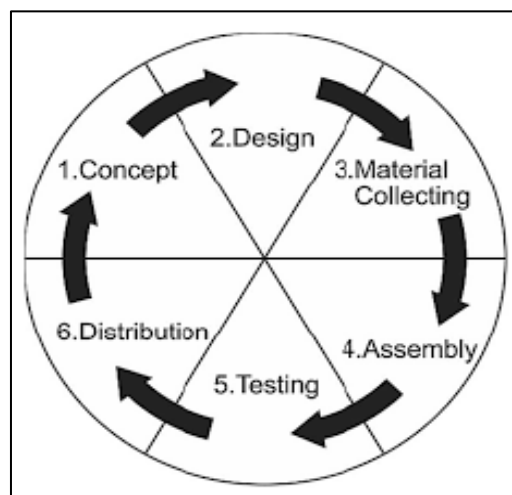 1.Concept
2.Design
3.Material
Collecting
4.Assembly
5.Testing
6.Distribution